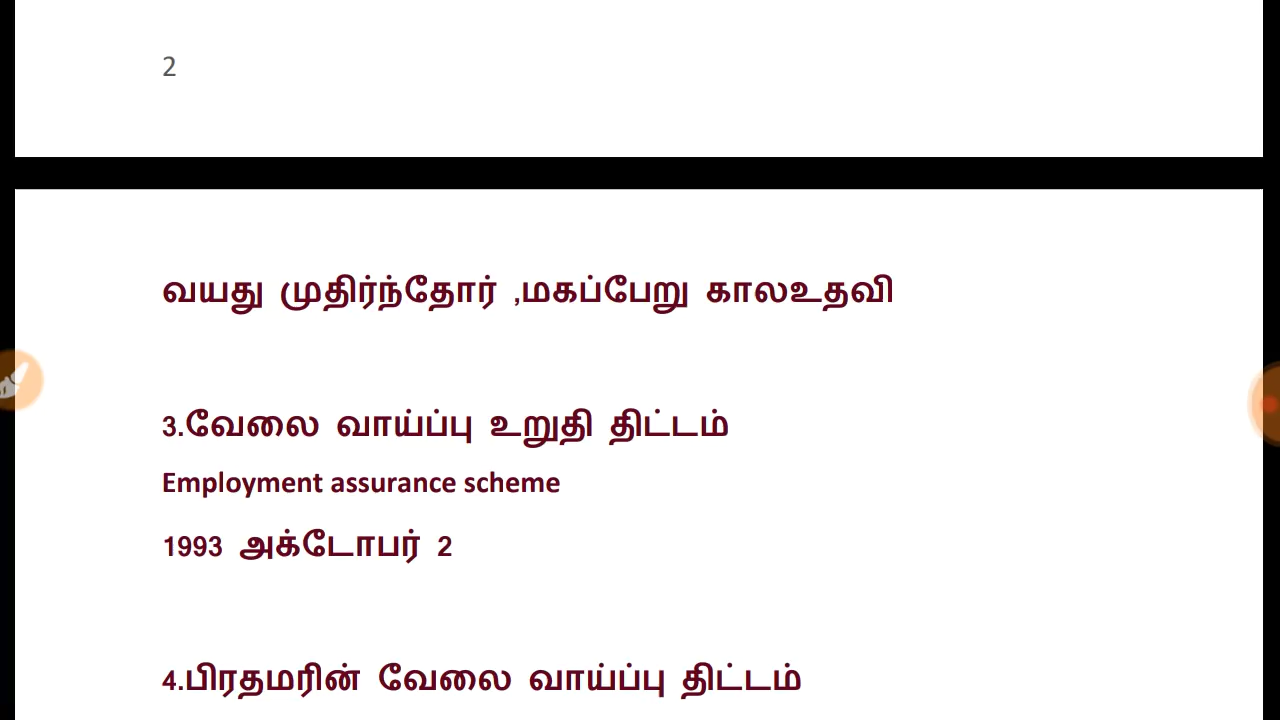 2
வயது முதிர்ந்தோர் ,மகப்பேறு காலஉதவி
3.வேலை வாய்ப்பு உறுதி திட்டம்
Employment assurance scheme
1993 அக்டோபர் 2
4.பிரதமரின் வேலை வாய்ப்பு திட்டம்